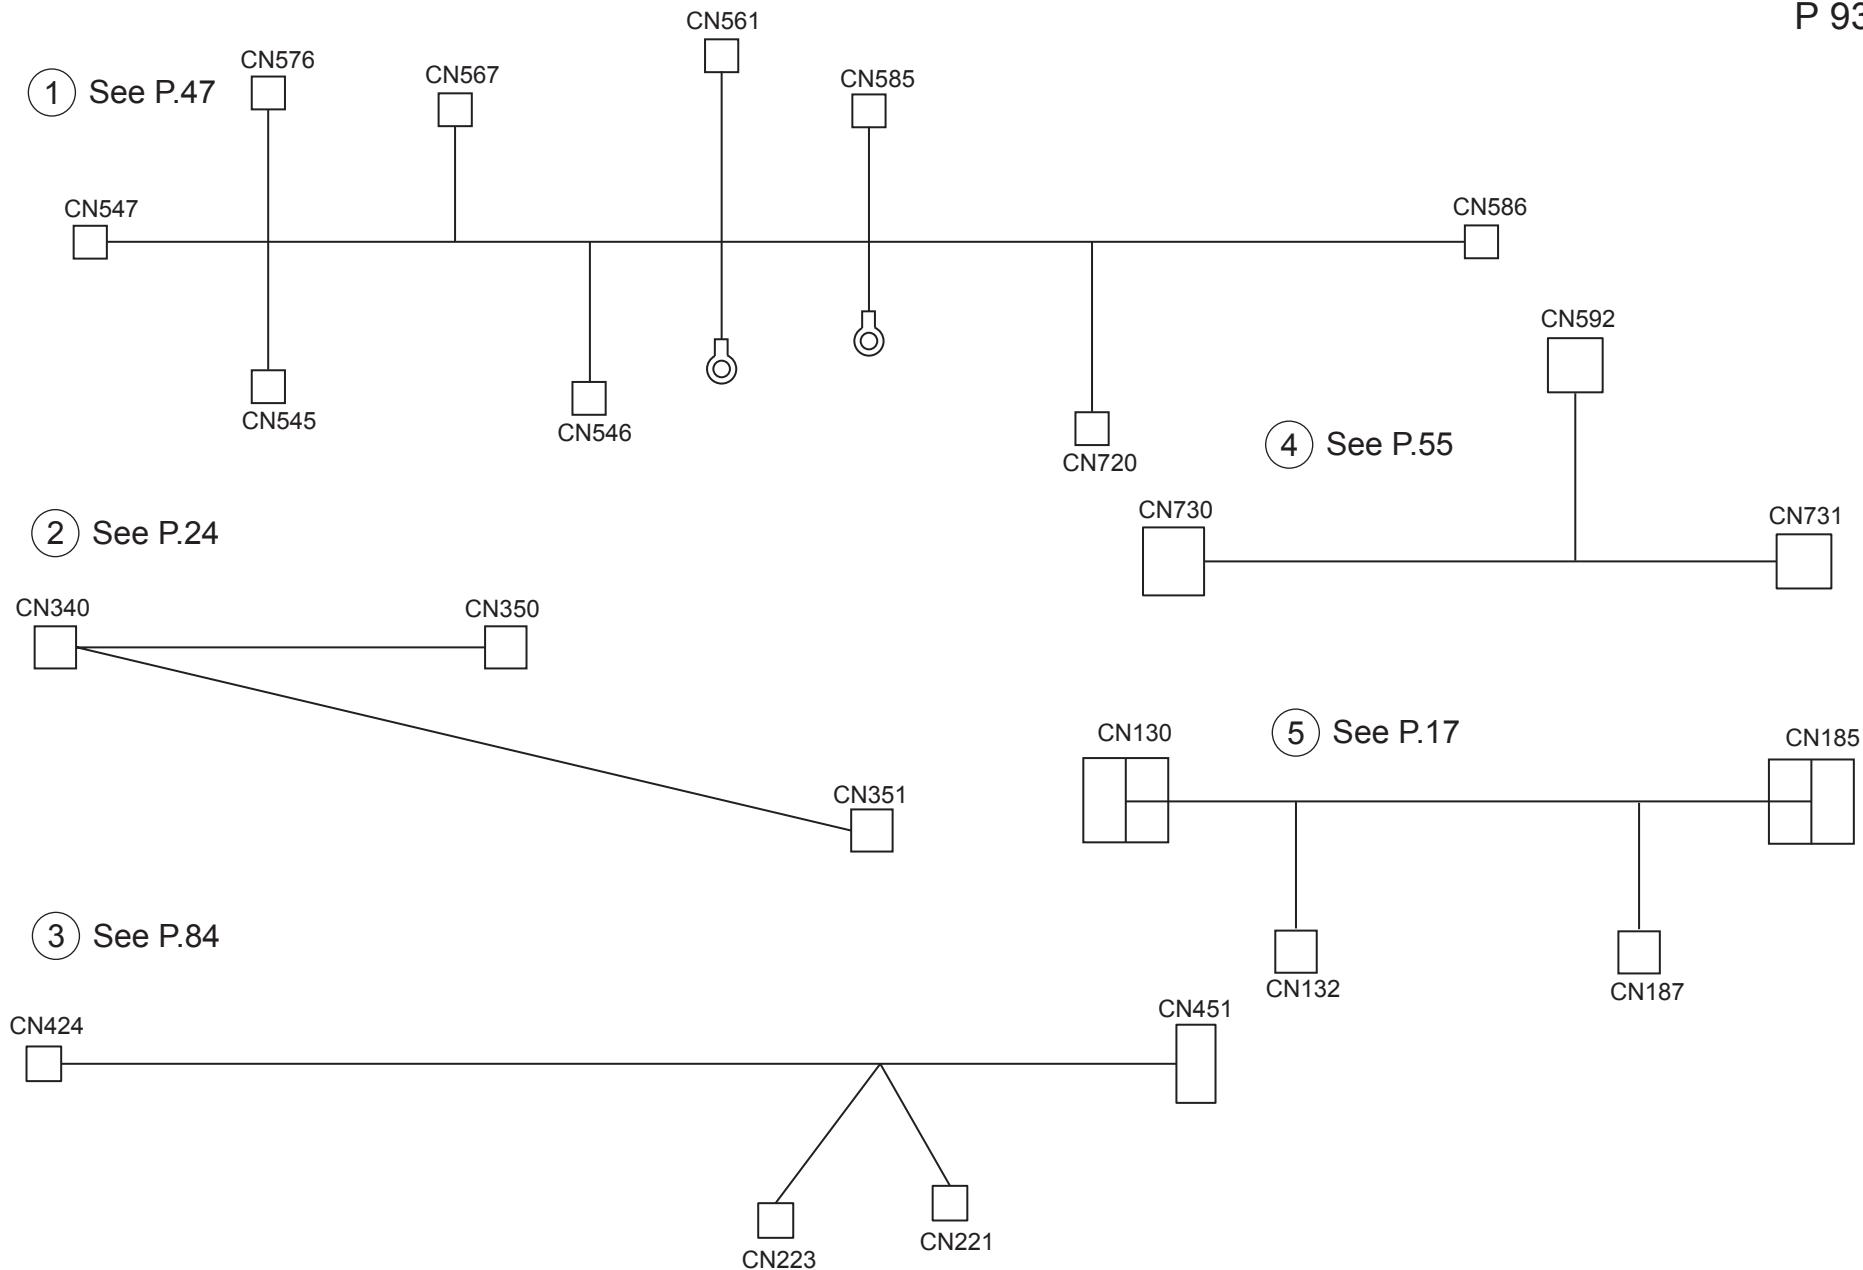 P 93
1 See P.47
CN576
CN567
CN561
CN585
CN547
CN586
CN545
CN546
CN720
CN592
4 See P.55
CN730
CN731
2 See P.24
CN340
CN350
CN351
5 See P.17
CN130
CN185
CN132
CN187
3 See P.84
CN424
CN451
CN223
CN221